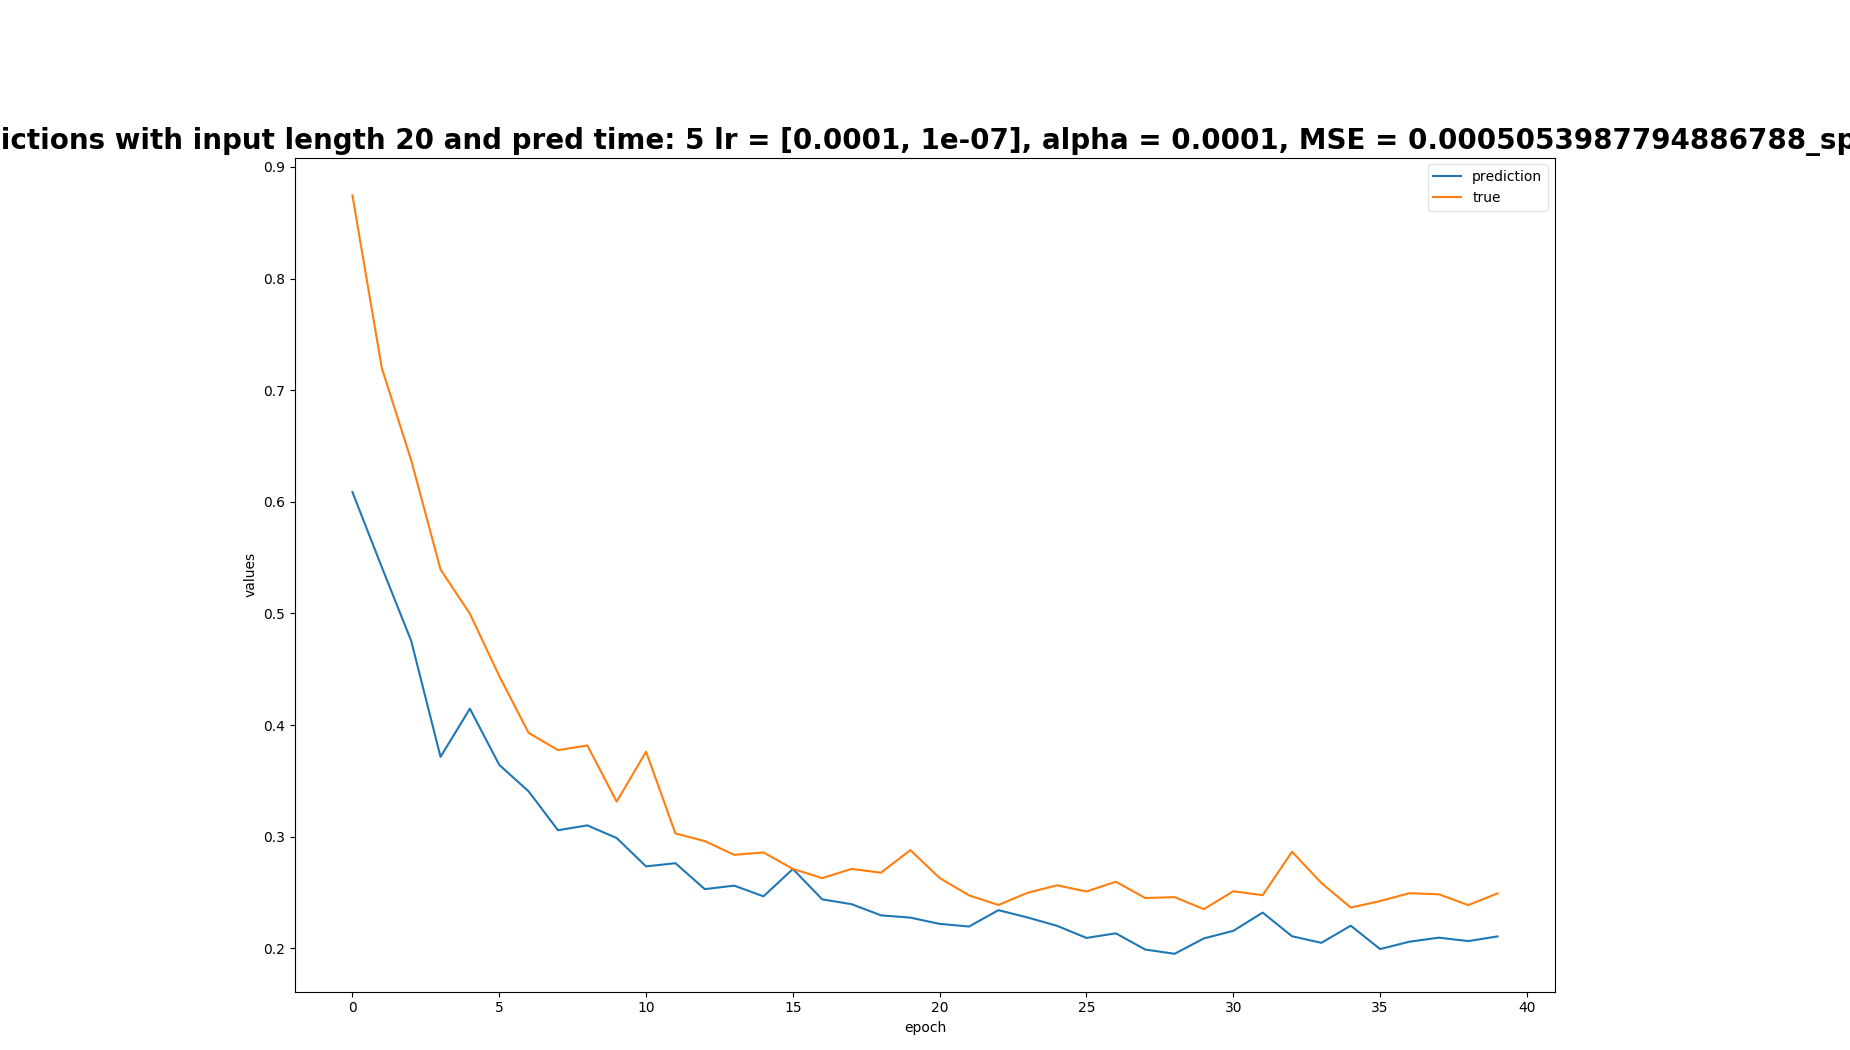 ictions with input length 20 and pred time: 5 lr = [0.0001, 1e-07], alpha = 0.0001, MSE = 0.0005053987794886788_sp
prediction
true
0.9
0.8
0.7
0.6
0.5
0.4
0.3
0.2
values
0 5 10 15 20 25 30 35 40
epoch